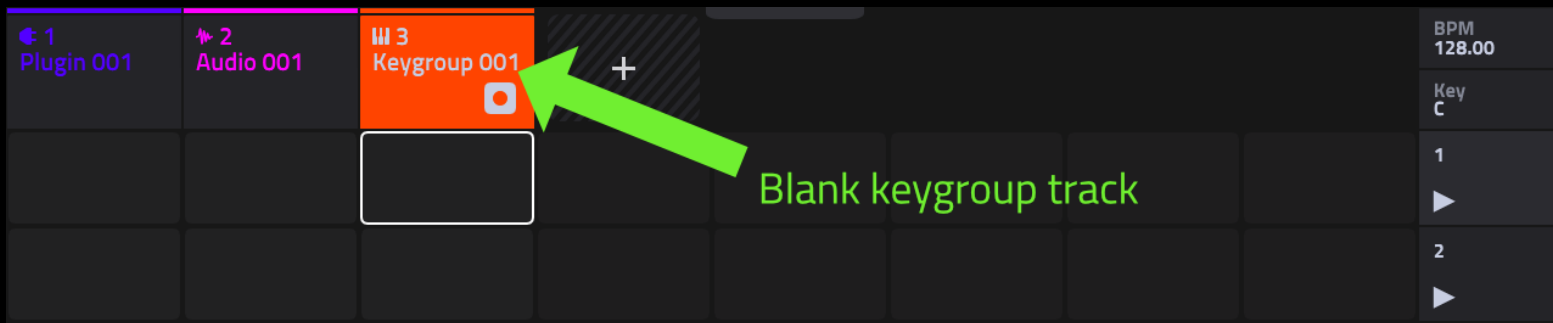 1
Plugin 001
2
Audio 001
3
Keygroup 001
+
BPM
128.00
Key
C
Blank keygroup track
1
2